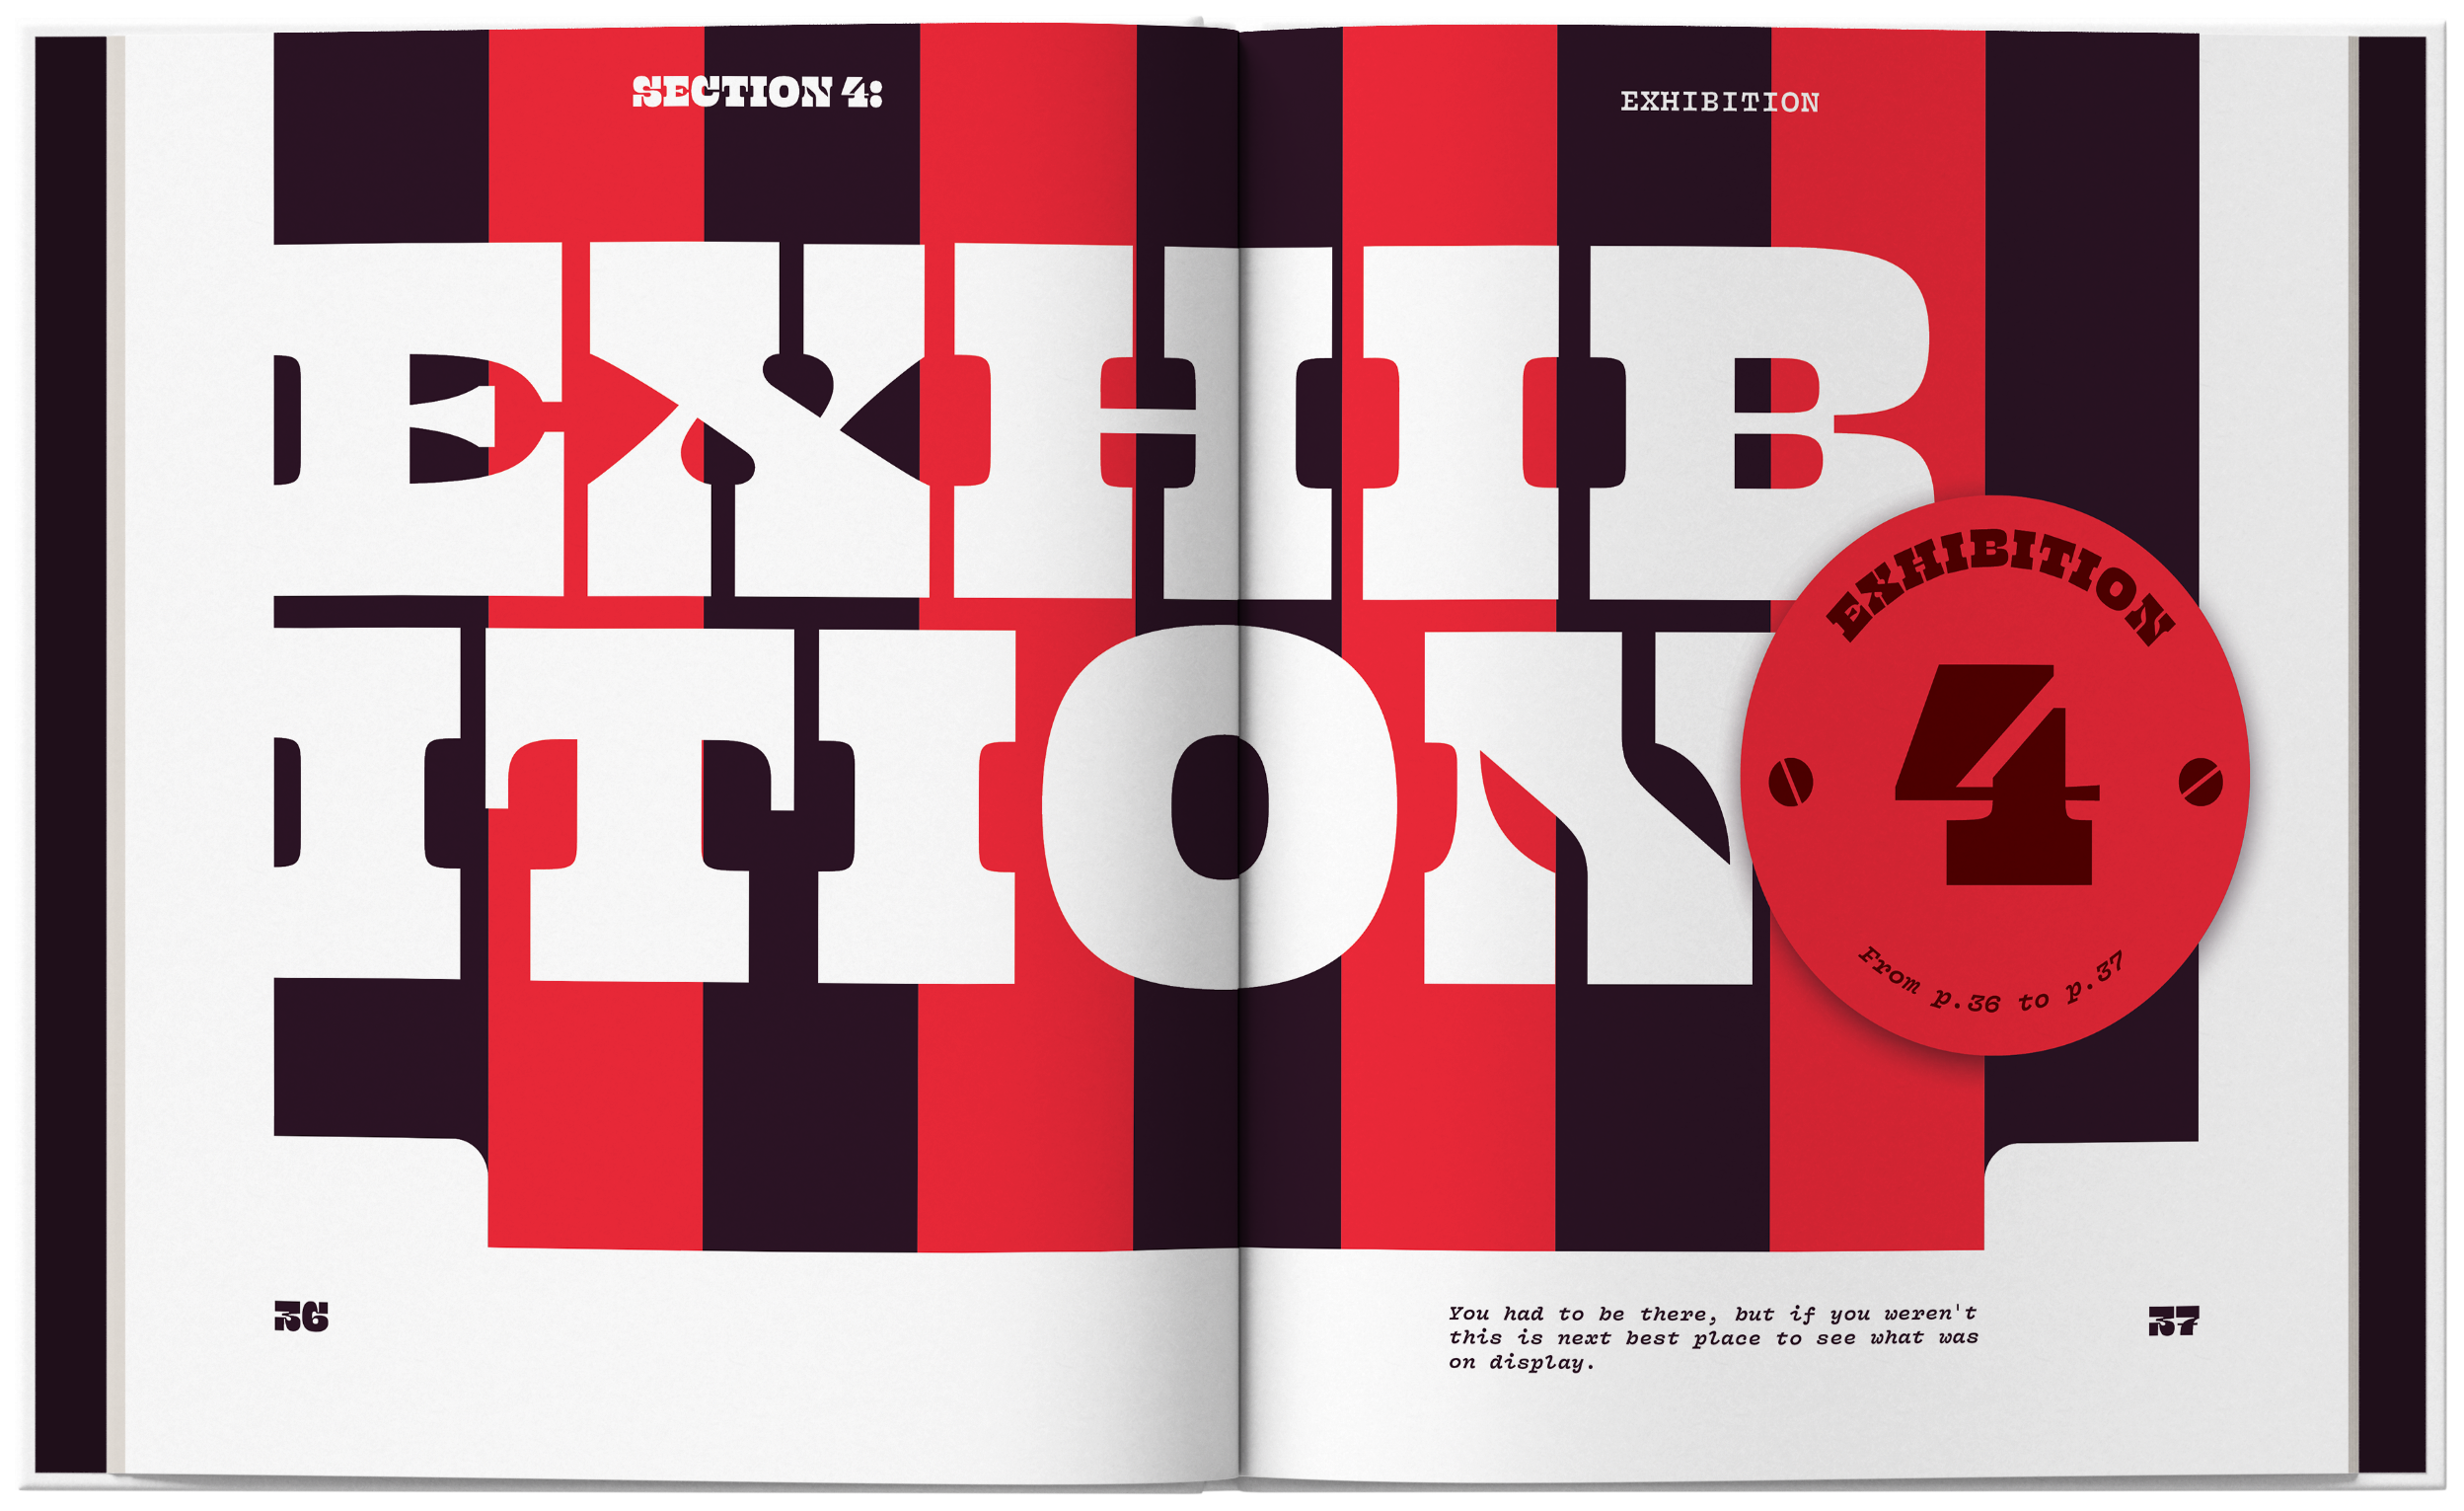 SECTION 4:
EXHIBITION
EXHIB
ITION
EXHIBITION
4
From p.36 to p.37
36
You had to be there, but if you weren't
this is next best place to see what was
on display.
37